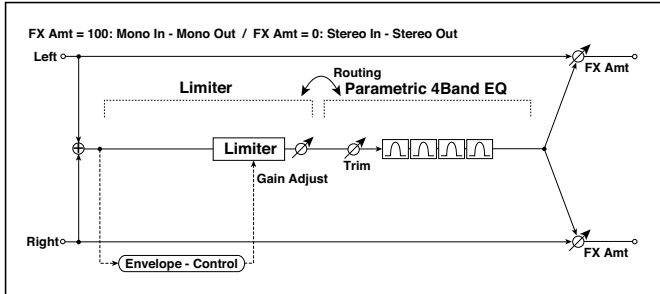 FX Amt = 100: Mono In - Mono Out / FX Amt = 0: Stereo In - Stereo Out
Left
FX Amt
Routing
Limiter
Parametric 4Band EQ
Limiter
Gain Adjust
Trim
Right
FX Amt
Envelope - Control